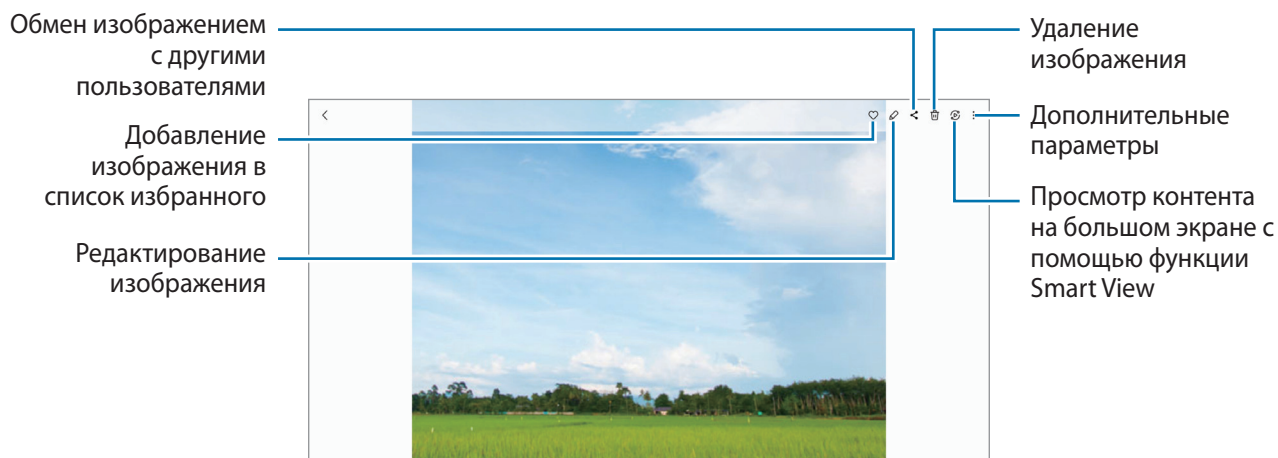 Обмен изображением
с другими
пользователями
Добавление
изображения в
список избранного
Редактирование
изображения
Удаление
изображения
Дополнительные
параметры
Просмотр контента
на большом экране с
помощью функции
Smart View